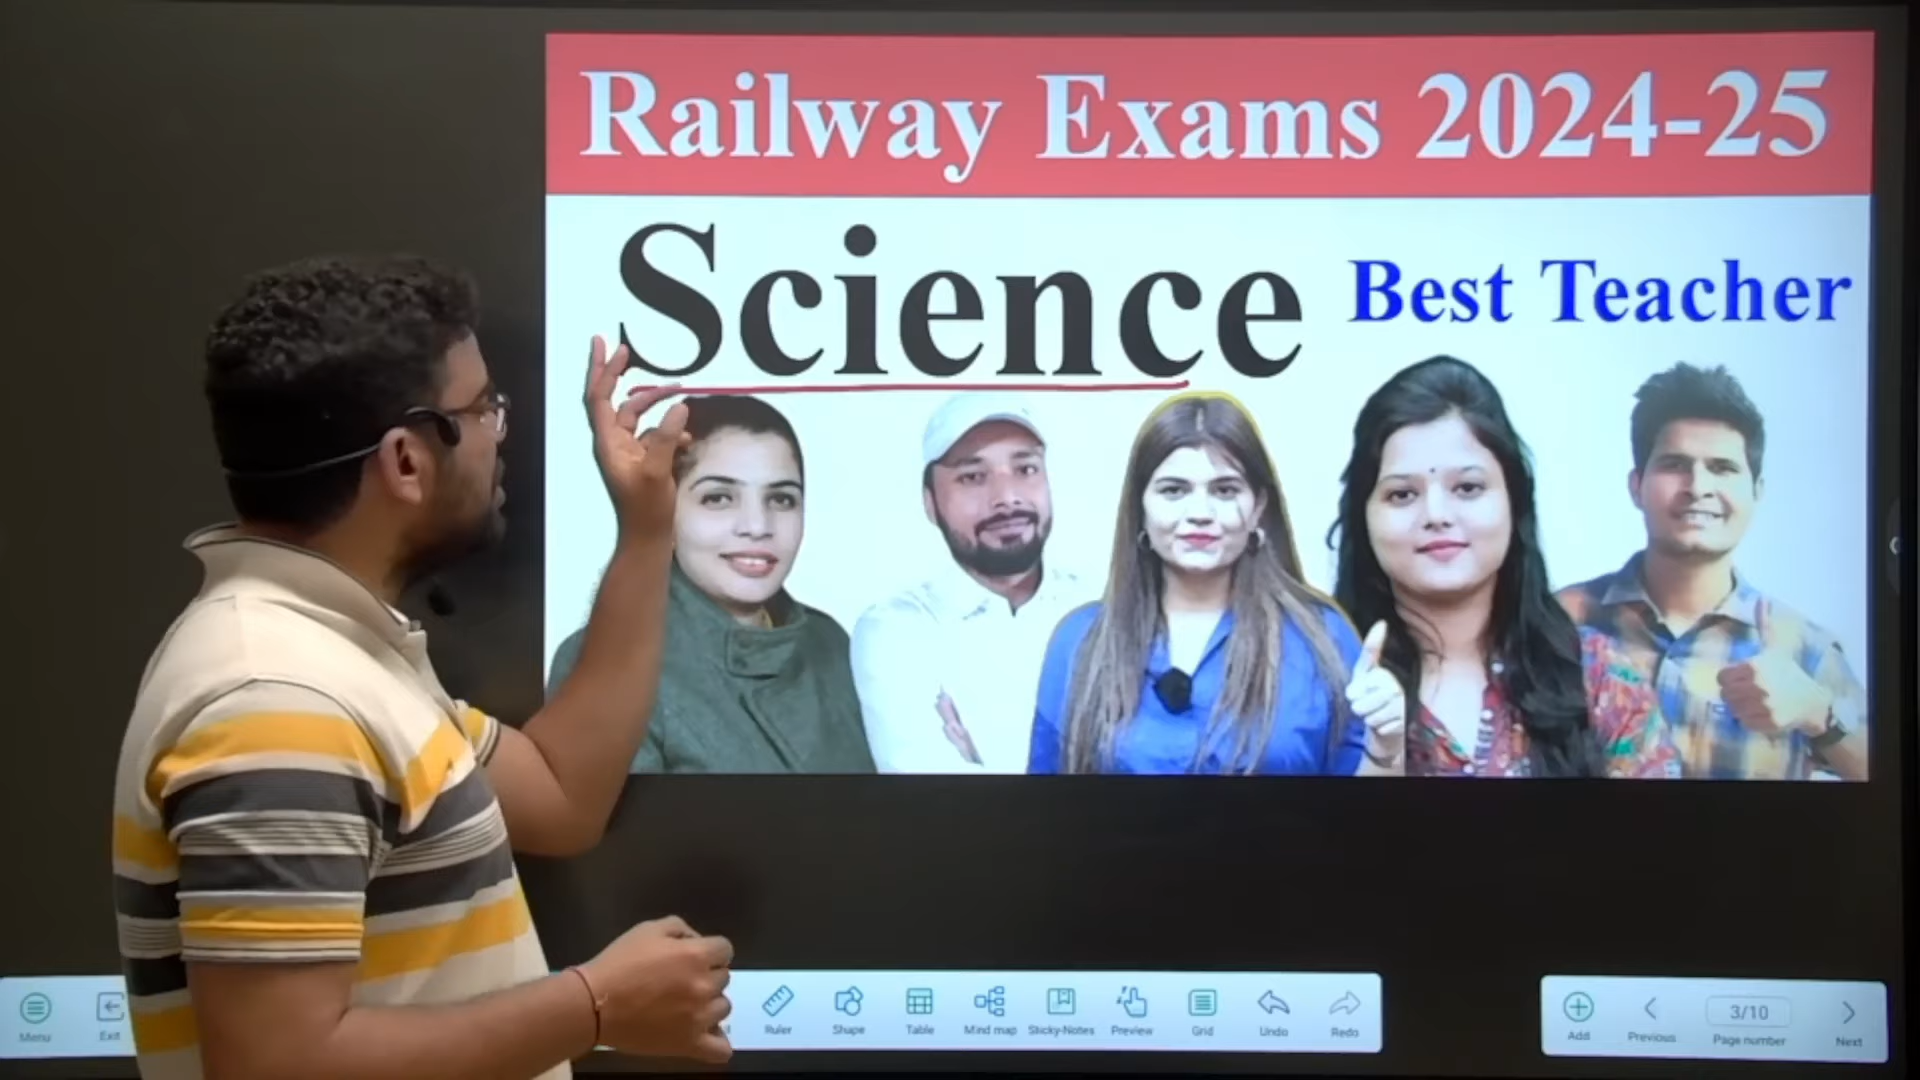 Railway Exams 2024-25
Science Best Teacher
Menu
Exit
Ruler
Shape
Table
Mind map
Sticky-Notes
Preview
Grid
Undo
Redo
Add
Previous
3/10
Page number
Next